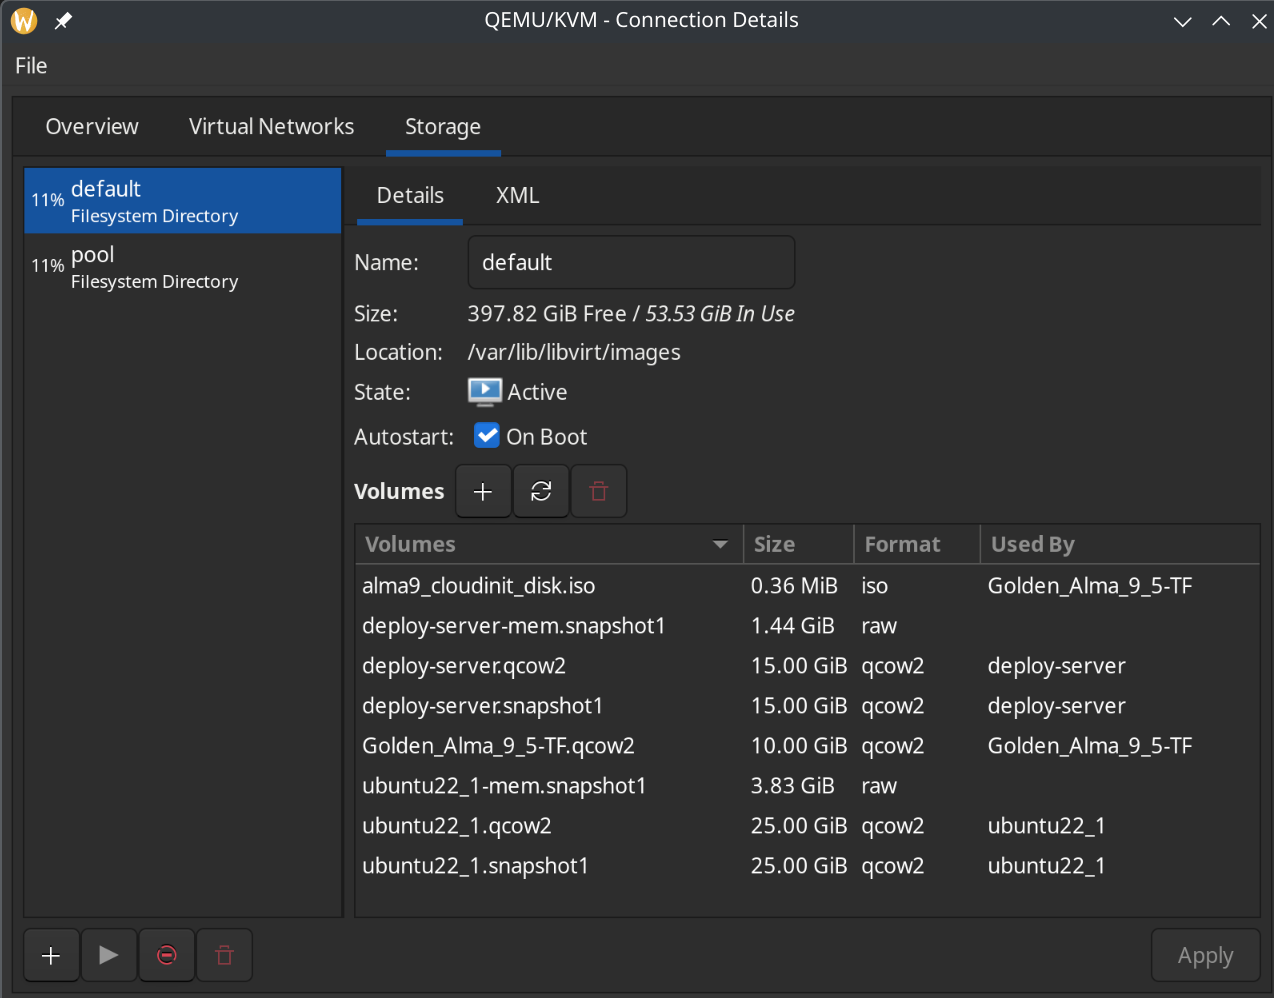 QEMU/KVM - Connection Details
File
Overview Virtual Networks Storage
11% default
Filesystem Directory
11% pool
Filesystem Directory
Details XML
Name: default
Size: 397.82 GiB Free / 53.53 GiB In Use
Location: /var/lib/libvirt/images
State: Active
Autostart: On Boot
Volumes
Volumes Size Format Used By
alma9_cloudinit_disk.iso 0.36 MiB iso Golden_Alma_9_5-TF
deploy-server-mem.snapshot1 1.44 GiB raw
deploy-server.qcow2 15.00 GiB qcow2 deploy-server
deploy-server.snapshot1 15.00 GiB qcow2 deploy-server
Golden_Alma_9_5-TF.qcow2 10.00 GiB qcow2 Golden_Alma_9_5-TF
ubuntu22_1-mem.snapshot1 3.83 GiB raw
ubuntu22_1.qcow2 25.00 GiB qcow2 ubuntu22_1
ubuntu22_1.snapshot1 25.00 GiB qcow2 ubuntu22_1
Apply